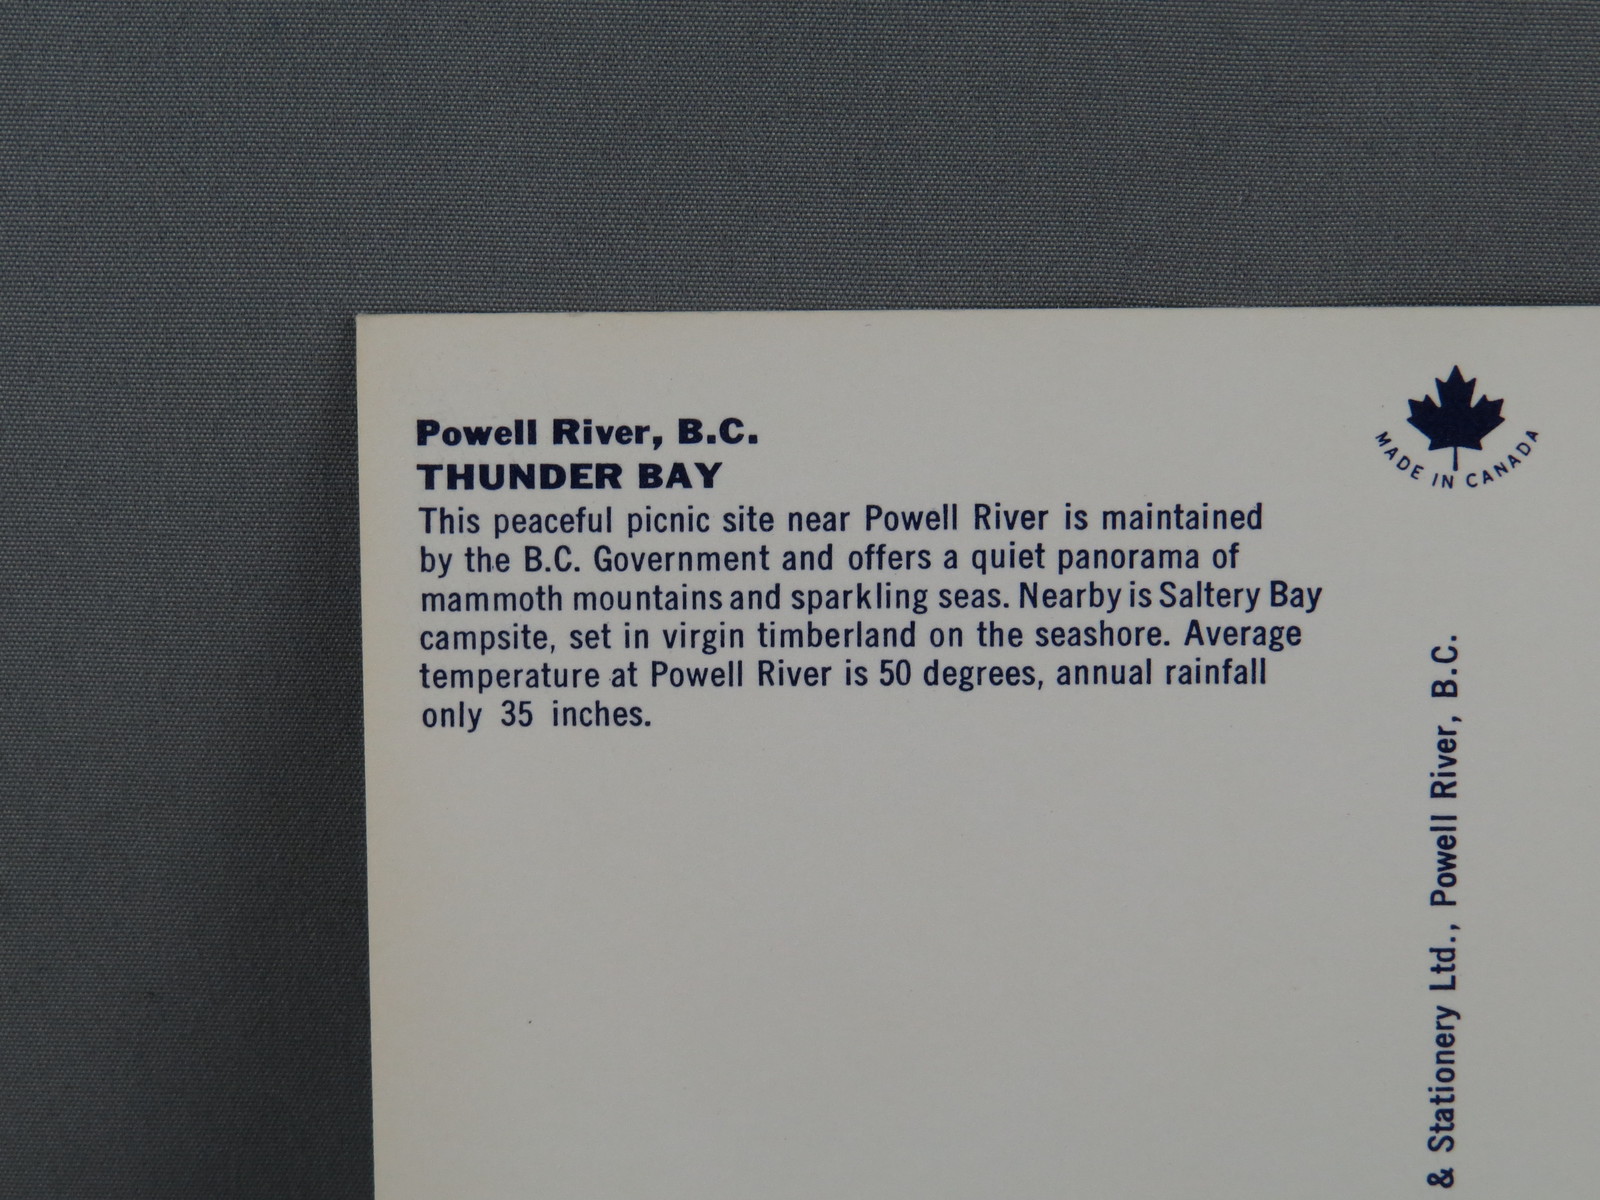 Powell River, B.C.
THUNDER BAY
This peaceful picnic site near Powell River is maintained
by the B.C. Government and offers a quiet panorama of
mammoth mountains and sparkling seas. Nearby is Saltery Bay
campsite, set in virgin timberland on the seashore. Average
temperature at Powell River is 50 degrees, annual rainfall
only 35 inches.
MADE IN CANADA
& Stationery Ltd., Powell River, B.C.